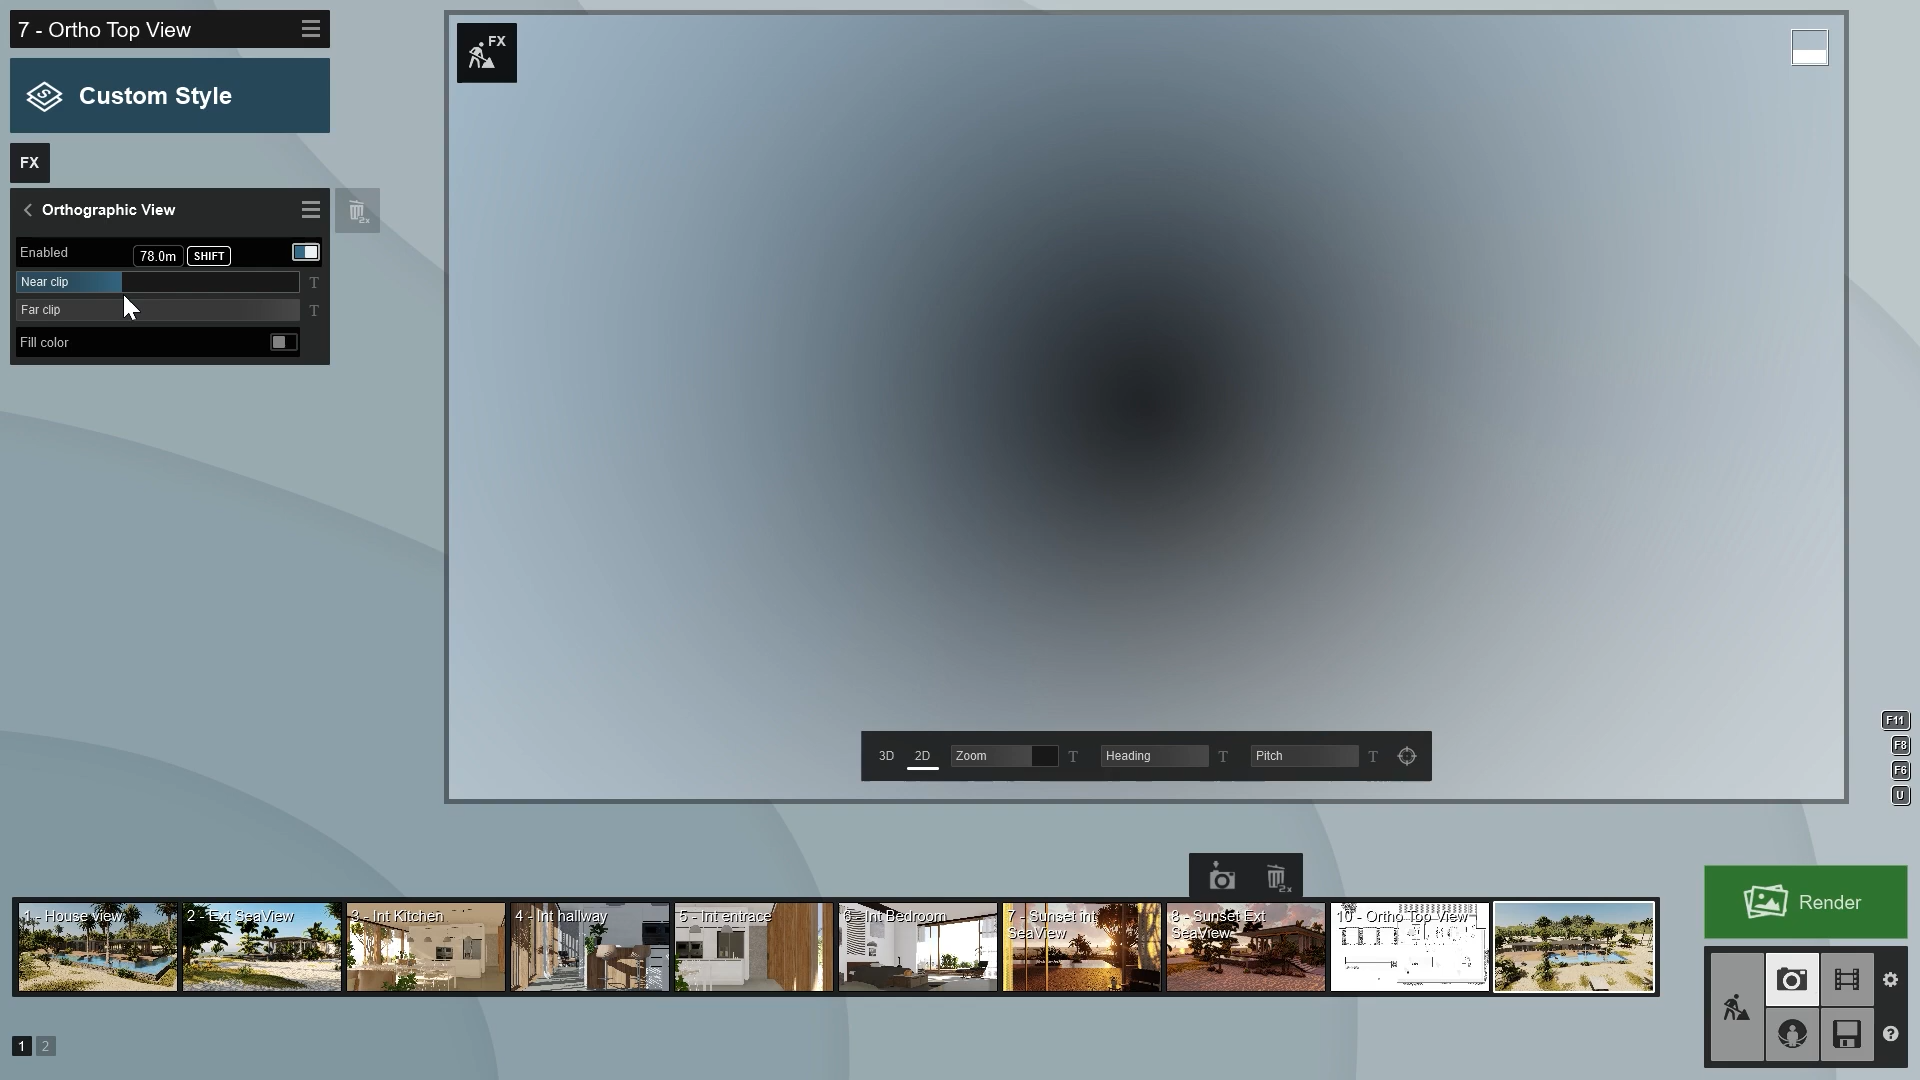 7 - Ortho Top View
Custom Style
FX
Orthographic View
2x
Enabled
78.0m SHIFT
Near clip T
Far clip T
Fill color
FX
3D 2D Zoom T Heading T Pitch T
F11
F8
F6
U
2x
1 - House view
2 - Ext SeaView
3 - Int Kitchen
4 - Int hallway
5 - Int entrace
6 - Int Bedroom
7 - Sunset int
SeaView
8 - Sunset Ext
SeaView
10 - Ortho Top View
Render
?
1 2